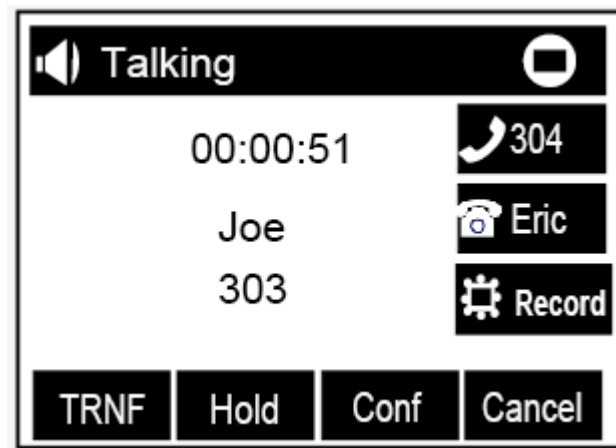 Talking
00:00:51
304
Joe
Eric
303
Record
TRNF Hold Conf Cancel